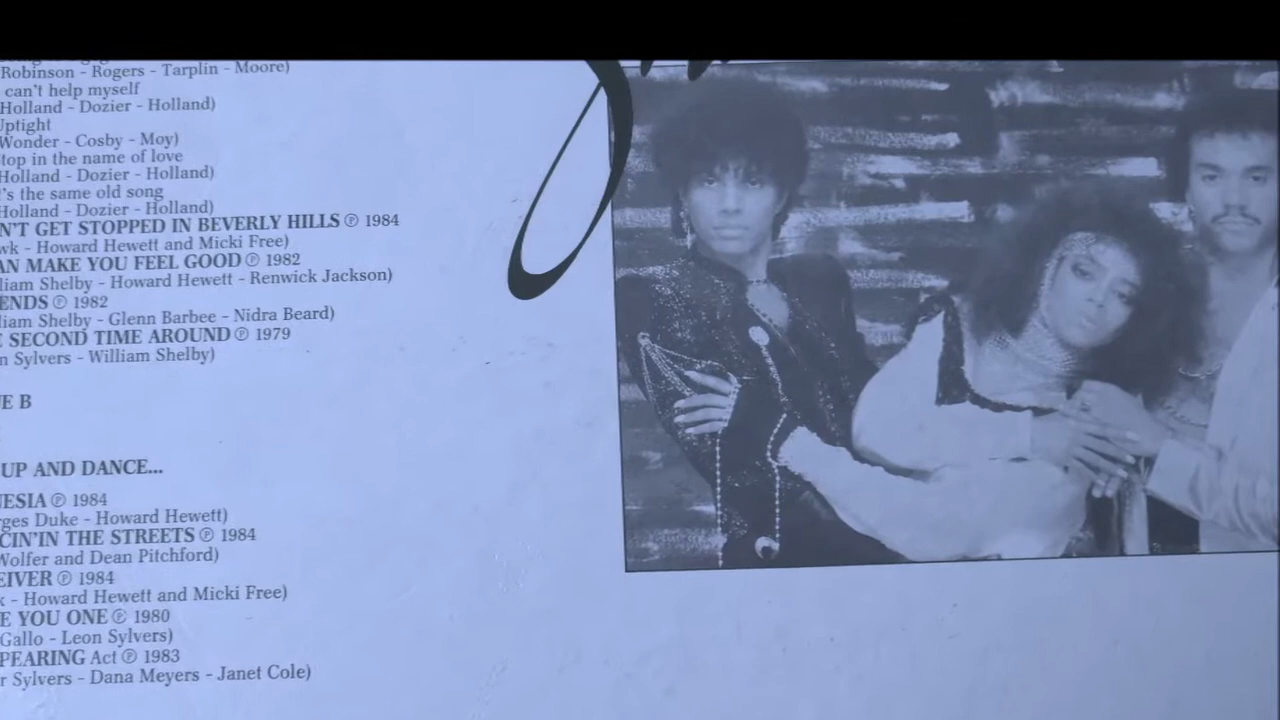 Robinson - Rogers - Tarplin - Moore)
can't help myself
Holland - Dozier - Holland)
Uptight
Wonder - Cosby - Moy)
top in the name of love
Holland - Dozier - Holland)
's the same old song
Holland - Dozier - Holland)
N'T GET STOPPED IN BEVERLY HILLS ℗ 1984
wk - Howard Hewett and Micki Free)
AN MAKE YOU FEEL GOOD ℗ 1982
liam Shelby - Howard Hewett - Renwick Jackson)
ENDS ℗ 1982
liam Shelby - Glenn Barbee - Nidra Beard)
E SECOND TIME AROUND ℗ 1979
n Sylvers - William Shelby)
E B
UP AND DANCE...
NESIA ℗ 1984
rges Duke - Howard Hewett)
CIN'IN THE STREETS ℗ 1984
Wolfer and Dean Pitchford)
EIVER ℗ 1984
k - Howard Hewett and Micki Free)
E YOU ONE ℗ 1980
Gallo - Leon Sylvers)
PEARING Act ℗ 1983
r Sylvers - Dana Meyers - Janet Cole)